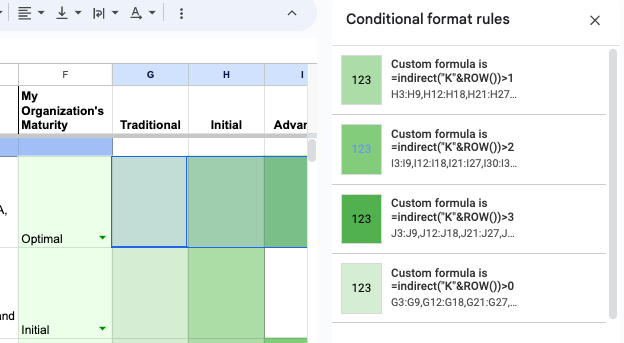 Conditional format rules
F
G
H
I
My
Organization's
Maturity
Traditional
Initial
Advar
A,
Optimal
and
Initial
123
Custom formula is
=indirect("K"&ROW())>1
H3:H9,H12:H18,H21:H27...
123
Custom formula is
=indirect("K"&ROW())>2
I3:I9,I12:I18,I21:I27,I30:I3...
123
Custom formula is
=indirect("K"&ROW())>3
J3:J9,J12:J18,J21:J27,J...
123
Custom formula is
=indirect("K"&ROW())>0
G3:G9,G12:G18,G21:G27,...